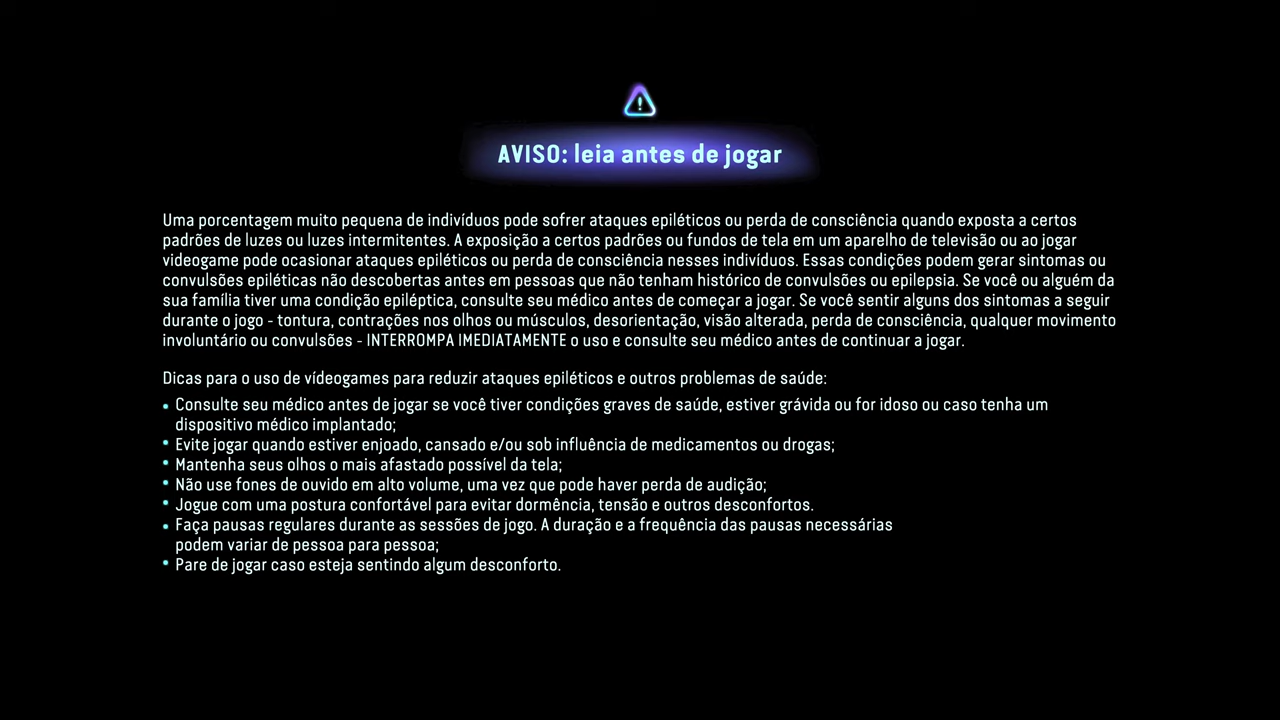 AVISO: leia antes de jogar
Uma porcentagem muito pequena de indivíduos pode sofrer ataques epiléticos ou perda de consciência quando exposta a certos
padrões de luzes ou luzes intermitentes. A exposição a certos padrões ou fundos de tela em um aparelho de televisão ou ao jogar
videogame pode ocasionar ataques epiléticos ou perda de consciência nesses indivíduos. Essas condições podem gerar sintomas ou
convulsões epiléticas não descobertas antes em pessoas que não tenham histórico de convulsões ou epilepsia. Se você ou alguém da
sua família tiver uma condição epiléptica, consulte seu médico antes de começar a jogar. Se você sentir alguns dos sintomas a seguir
durante o jogo - tontura, contrações nos olhos ou músculos, desorientação, visão alterada, perda de consciência, qualquer movimento
involuntário ou convulsões - INTERROMPA IMEDIATAMENTE o uso e consulte seu médico antes de continuar a jogar.
Dicas para o uso de vídeogames para reduzir ataques epiléticos e outros problemas de saúde:
• Consulte seu médico antes de jogar se você tiver condições graves de saúde, estiver grávida ou for idoso ou caso tenha um
dispositivo médico implantado;
• Evite jogar quando estiver enjoado, cansado e/ou sob influência de medicamentos ou drogas;
• Mantenha seus olhos o mais afastado possível da tela;
• Não use fones de ouvido em alto volume, uma vez que pode haver perda de audição;
• Jogue com uma postura confortável para evitar dormência, tensão e outros desconfortos.
• Faça pausas regulares durante as sessões de jogo. A duração e a frequência das pausas necessárias
podem variar de pessoa para pessoa;
• Pare de jogar caso esteja sentindo algum desconforto.